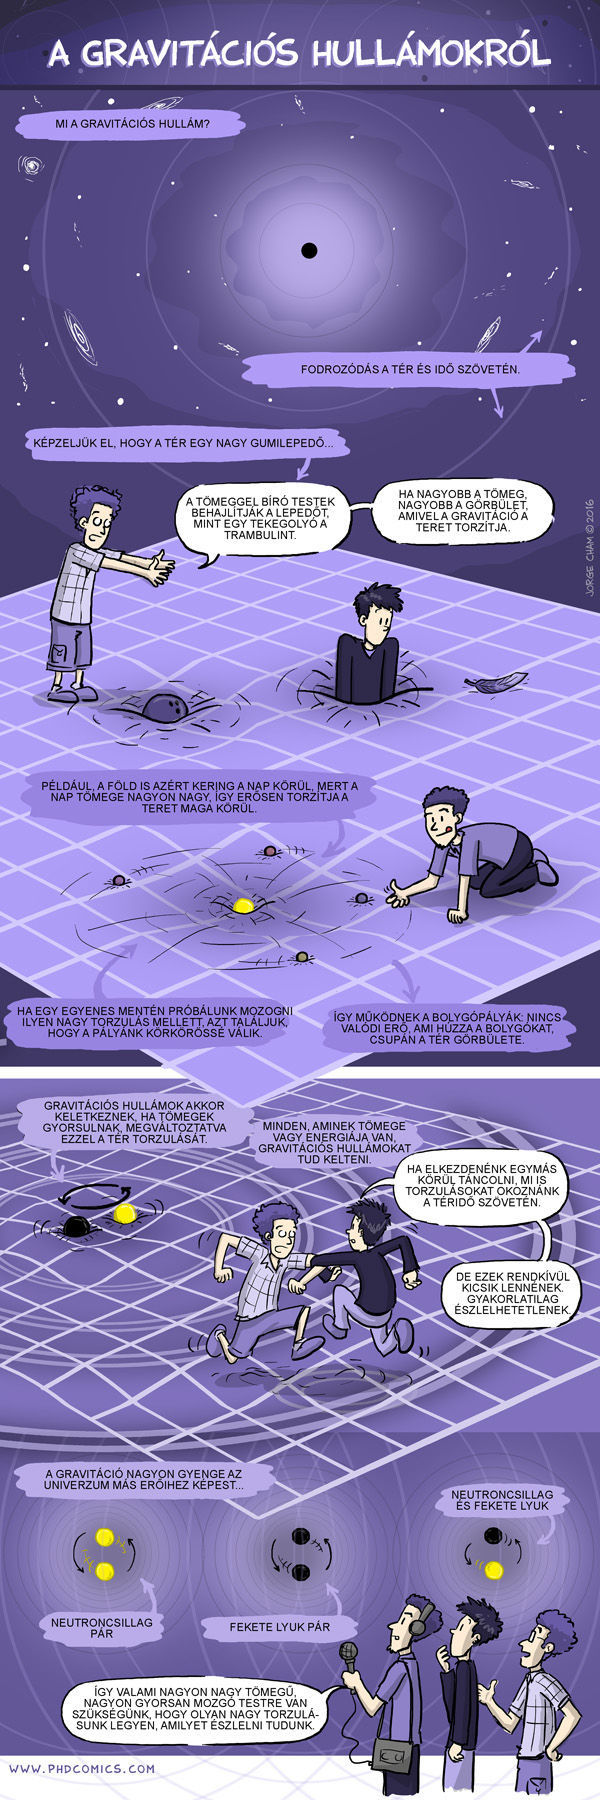 A GRAVITÁCIÓS HULLÁMOKRÓL
MI A GRAVITÁCIÓS HULLÁM?
FODROZÓDÁS A TÉR ÉS IDŐ SZÖVETÉN.
KÉPZELJÜK EL, HOGY A TÉR EGY NAGY GUMILEPEDŐ...
A TÖMEGGEL BÍRÓ TESTEK
BEHAJLÍTJÁK A LEPEDŐT,
MINT EGY TEKEGOLYÓ A
TRAMBULINT.
HA NAGYOBB A TÖMEG,
NAGYOBB A GÖRBÜLET,
AMIVEL A GRAVITÁCIÓ A
TERET TORZÍTJA.
JORGE CHAM © 2016
PÉLDÁUL, A FÖLD IS AZÉRT KERING A NAP KÖRÜL, MERT A
NAP TÖMEGE NAGYON NAGY, ÍGY ERŐSEN TORZÍTJA A
TERET MAGA KÖRÜL.
HA EGY EGYENES MENTÉN PRÓBÁLUNK MOZOGNI
ILYEN NAGY TORZULÁS MELLETT, AZT TALÁLJUK,
HOGY A PÁLYÁNK KÖRKÖRÖSSÉ VÁLIK.
ÍGY MŰKÖDNEK A BOLYGÓPÁLYÁK: NINCS
VALÓDI ERŐ, AMI HÚZZA A BOLYGÓKAT,
CSUPÁN A TÉR GÖRBÜLETE.
GRAVITÁCIÓS HULLÁMOK AKKOR
KELETKEZNEK, HA TÖMEGEK
GYORSULNAK, MEGVÁLTOZTATVA
EZZEL A TÉR TORZULÁSÁT.
MINDEN, AMINEK TÖMEGE
VAGY ENERGIÁJA VAN,
GRAVITÁCIÓS HULLÁMOKAT
TUD KELTENI.
HA ELKEZDENÉNK EGYMÁS
KÖRÜL TÁNCOLNI, MI IS
TORZULÁSOKAT OKOZNÁNK
A TÉRIDŐ SZÖVETÉN.
DE EZEK RENDKÍVÜL
KICSIK LENNÉNEK.
GYAKORLATILAG
ÉSZLELHETETLENEK.
A GRAVITÁCIÓ NAGYON GYENGE AZ
UNIVERZUM MÁS ERŐIHEZ KÉPEST...
NEUTRONCSILLAG
ÉS FEKETE LYUK
NEUTRONCSILLAG
PÁR
FEKETE LYUK PÁR
ÍGY VALAMI NAGYON NAGY TÖMEGŰ,
NAGYON GYORSAN MOZGÓ TESTRE VAN
SZÜKSÉGÜNK, HOGY OLYAN NAGY TORZULÁ-
SUNK LEGYEN, AMILYET ÉSZLELNI TUDUNK.
WWW.PHDCOMICS.COM